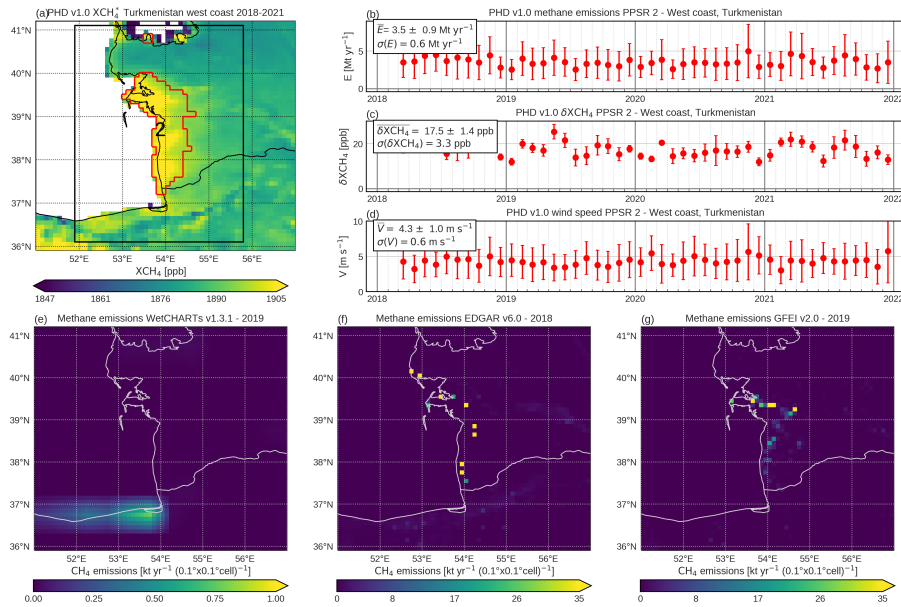 (a) PHD v1.0 XCH₄* Turkmenistan west coast 2018-2021
41°N
40°N
39°N
38°N
37°N
36°N
2
52°E 53°E 54°E 55°E 56°E
XCH₄ [ppb]
1847 1861 1876 1890 1905
(b) PHD v1.0 methane emissions PPSR 2 - West coast, Turkmenistan
E̅= 3.5 ± 0.9 Mt yr⁻¹
σ(E) = 0.6 Mt yr⁻¹
E [Mt yr⁻¹]
5
0
2018 2019 2020 2021 2022
(c) PHD v1.0 δXCH₄ PPSR 2 - West coast, Turkmenistan
δXCH₄ = 17.5 ± 1.4 ppb
σ(δXCH₄) = 3.3 ppb
δXCH₄ [ppb]
20
0
2018 2019 2020 2021 2022
(d) PHD v1.0 wind speed PPSR 2 - West coast, Turkmenistan
V̅ = 4.3 ± 1.0 m s⁻¹
σ(V) = 0.6 m s⁻¹
V [m s⁻¹]
10
5
0
2018 2019 2020 2021 2022
(e) Methane emissions WetCHARTs v1.3.1 - 2019
41°N
40°N
39°N
38°N
37°N
36°N
52°E 53°E 54°E 55°E 56°E
CH₄ emissions [kt yr⁻¹ (0.1°x0.1°cell)⁻¹]
0.00 0.25 0.50 0.75 1.00
(f) Methane emissions EDGAR v6.0 - 2018
41°N
40°N
39°N
38°N
37°N
36°N
52°E 53°E 54°E 55°E 56°E
CH₄ emissions [kt yr⁻¹ (0.1°x0.1°cell)⁻¹]
0 8 17 26 35
(g) Methane emissions GFEI v2.0 - 2019
41°N
40°N
39°N
38°N
37°N
36°N
52°E 53°E 54°E 55°E 56°E
CH₄ emissions [kt yr⁻¹ (0.1°x0.1°cell)⁻¹]
0 8 17 26 35